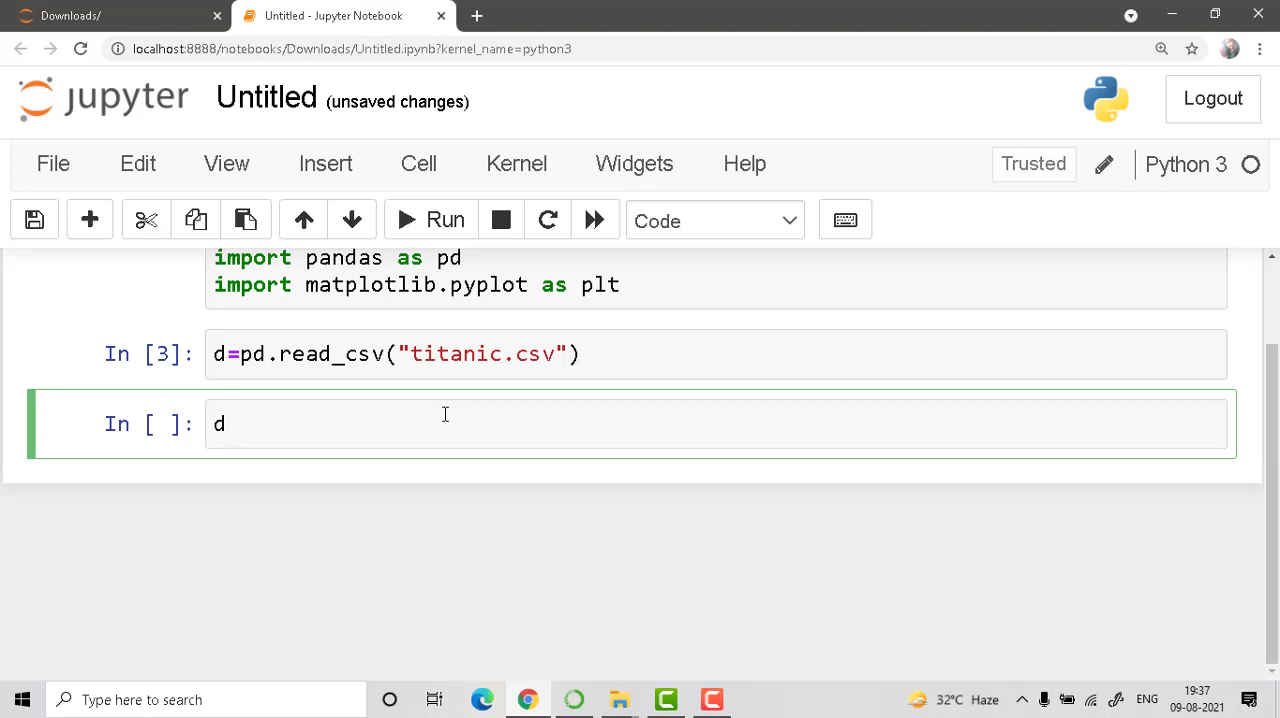 Downloads/
Untitled - Jupyter Notebook
localhost:8888/notebooks/Downloads/Untitled.ipynb?kernel_name=python3
jupyter Untitled (unsaved changes)
Logout
File Edit View Insert Cell Kernel Widgets Help
Trusted
Python 3
Run
Code
import pandas as pd
import matplotlib.pyplot as plt
In [3]: d=pd.read_csv("titanic.csv")
In [ ]: d
Type here to search
32°C Haze
ENG
19:37
09-08-2021